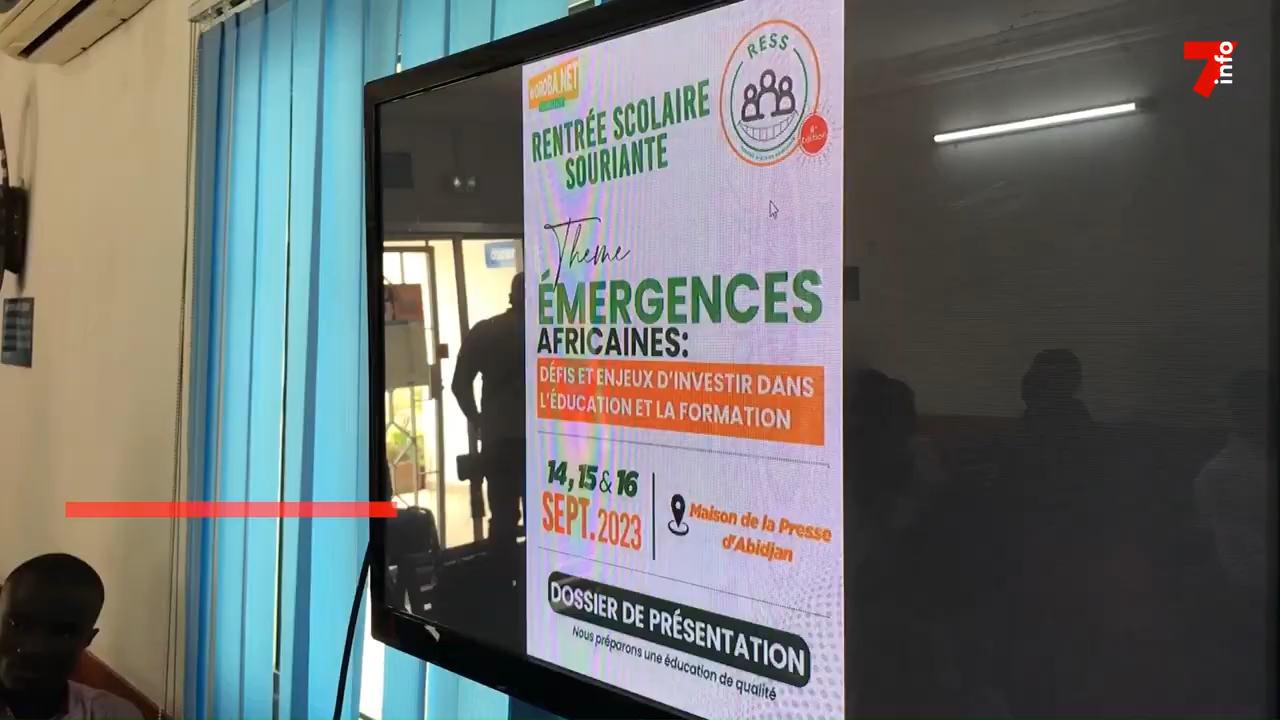 7info
RESS
RENTRÉE SCOLAIRE
SOURIANTE
Theme
ÉMERGENCES
AFRICAINES:
DÉFIS ET ENJEUX D'INVESTIR DANS
L'ÉDUCATION ET LA FORMATION
14, 15 & 16
SEPT. 2023
Maison de la Presse
d'Abidjan
DOSSIER DE PRÉSENTATION
Nous préparons une éducation de qualité